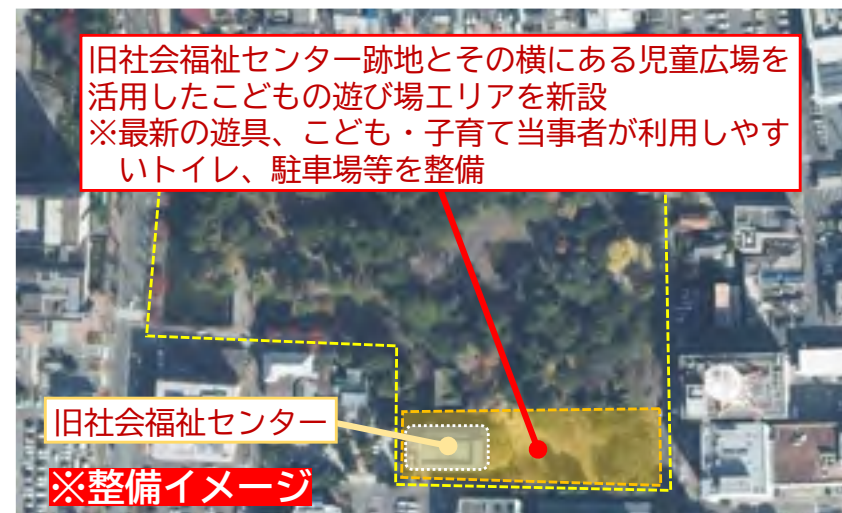 旧社会福祉センター跡地とその横にある児童広場を
活用したこどもの遊び場エリアを新設
※最新の遊具、こども・子育て当事者が利用しやす
いトイレ、駐車場等を整備
旧社会福祉センター
※整備イメージ